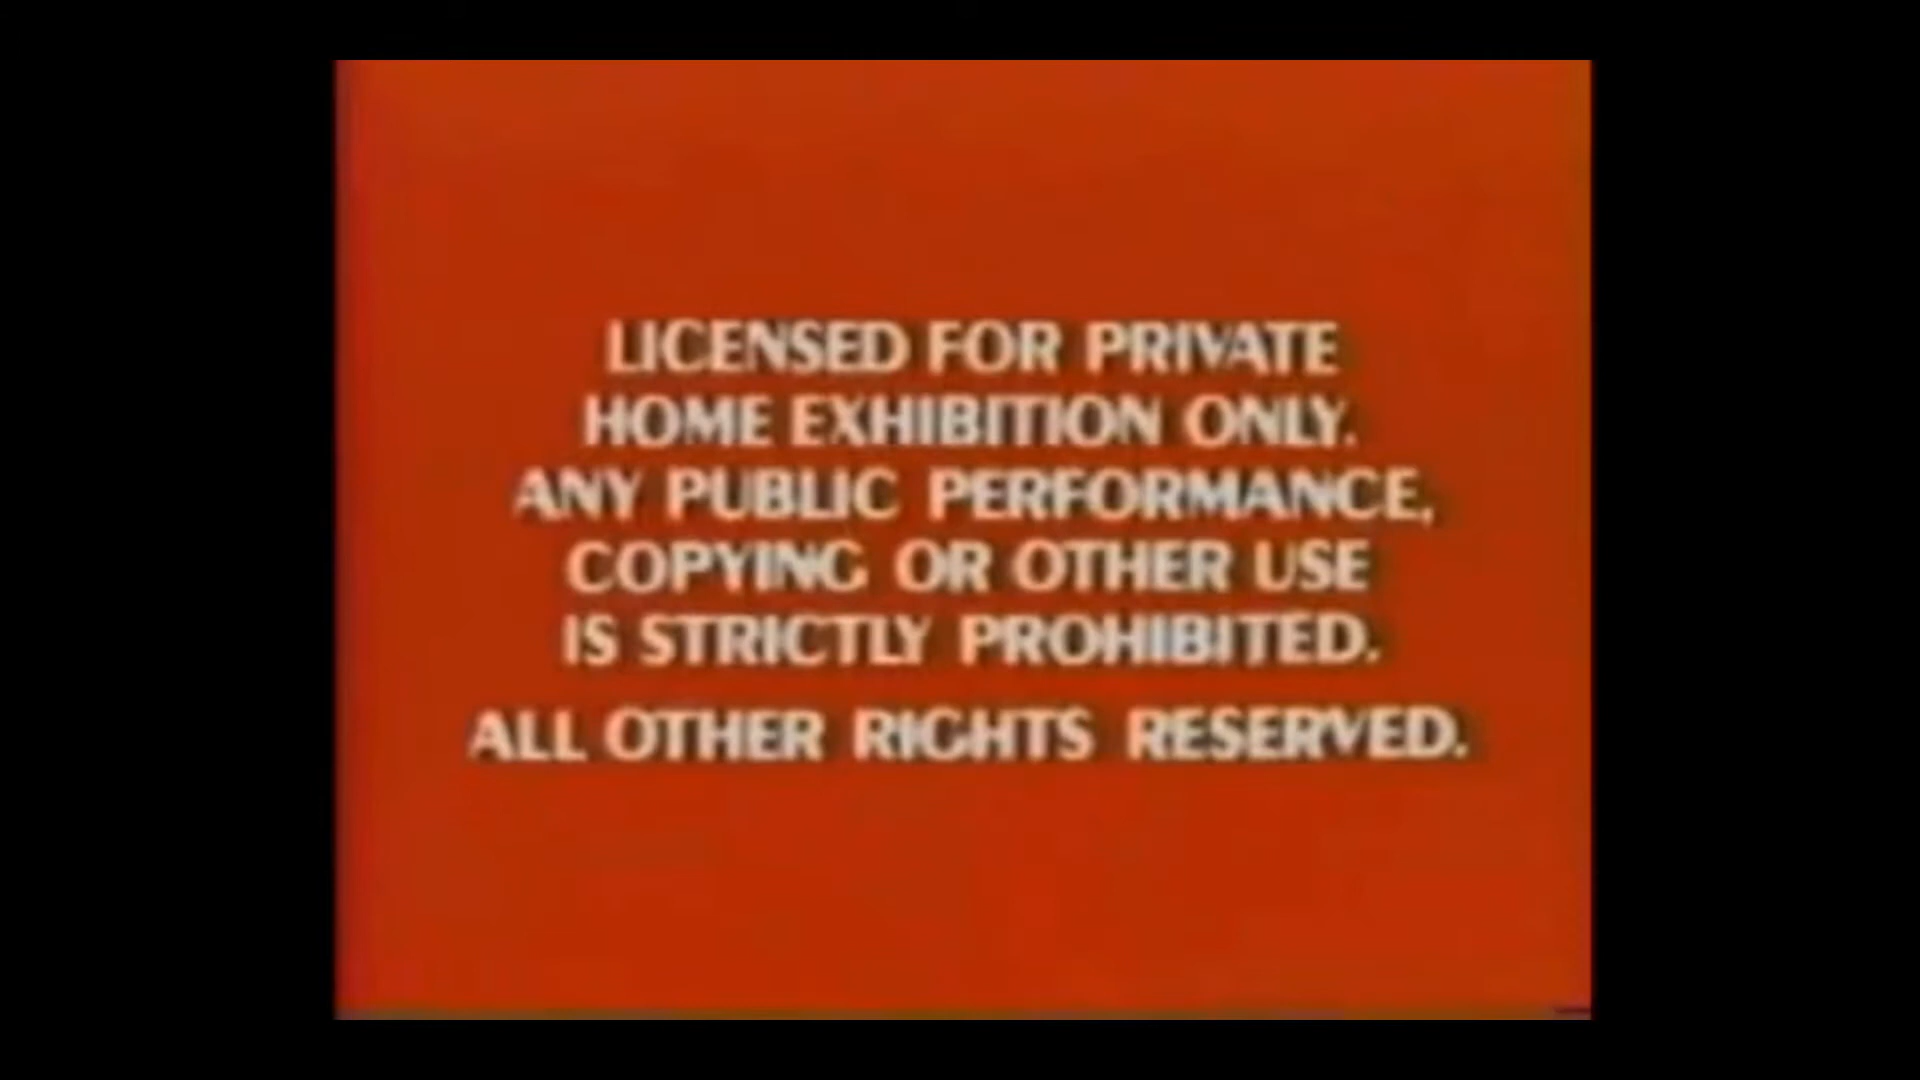 LICENSED FOR PRIVATE
HOME EXHIBITION ONLY.
ANY PUBLIC PERFORMANCE,
COPYING OR OTHER USE
IS STRICTLY PROHIBITED.
ALL OTHER RIGHTS RESERVED.